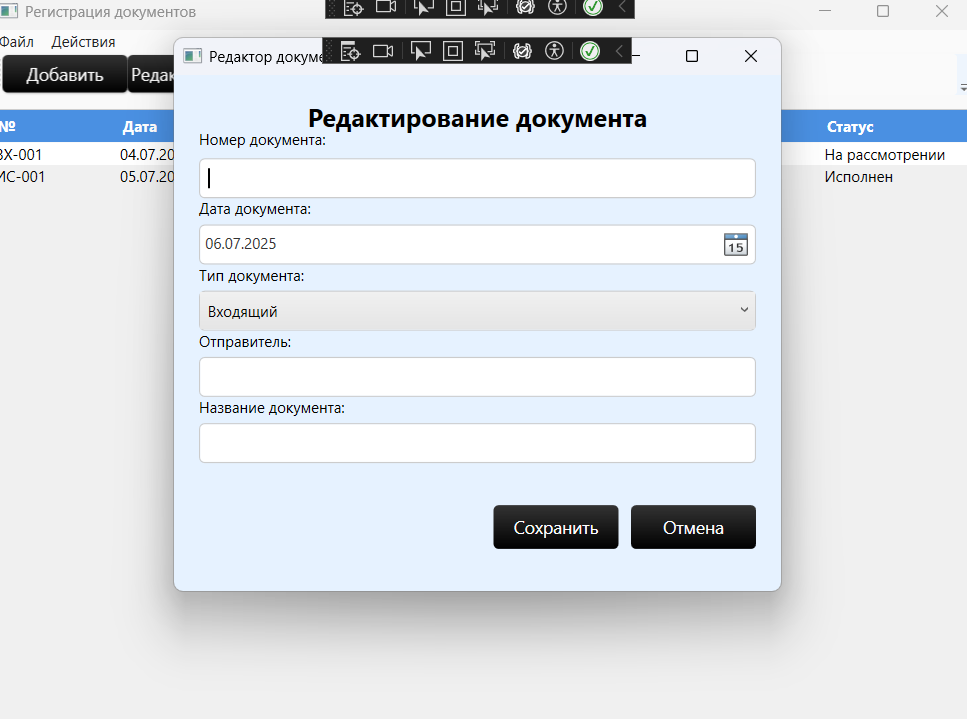 Регистрация документов
Файл Действия
Добавить
Редак
Редактор докуме
№ Дата Статус
ВХ-001 04.07.20 На рассмотрении
ИС-001 05.07.20 Исполнен
Редактирование документа
Номер документа:
Дата документа:
06.07.2025
15
Тип документа:
Входящий
Отправитель:
Название документа:
Сохранить Отмена